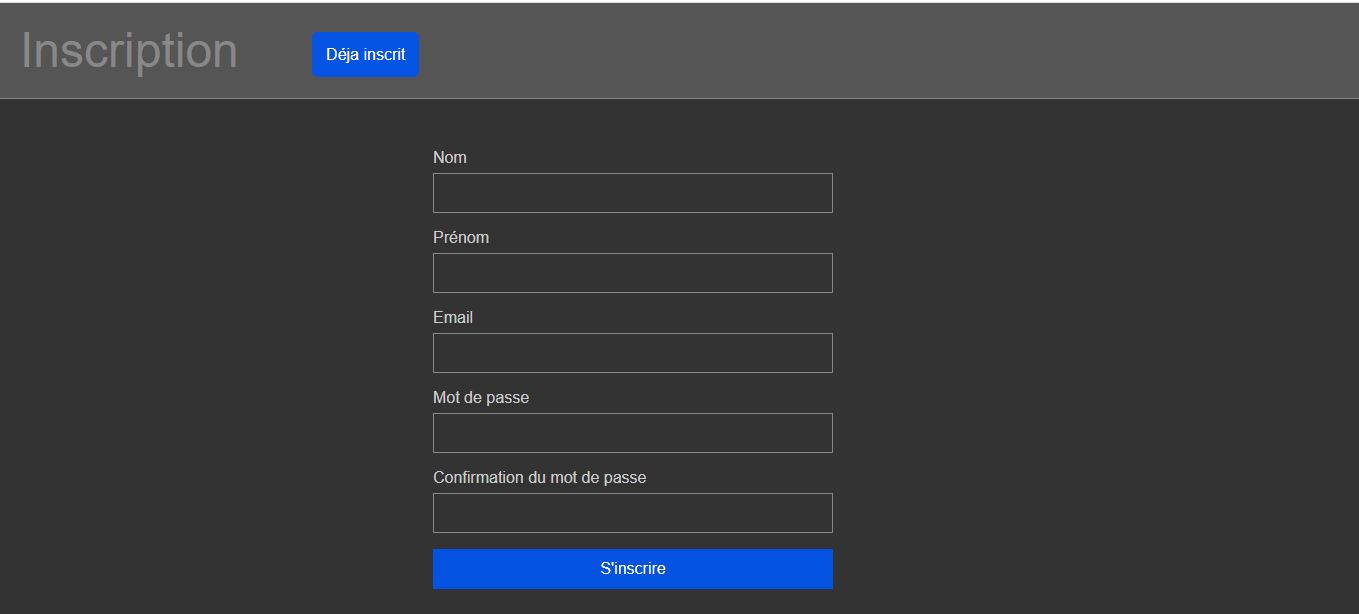 Inscription
Déja inscrit
Nom
Prénom
Email
Mot de passe
Confirmation du mot de passe
S'inscrire